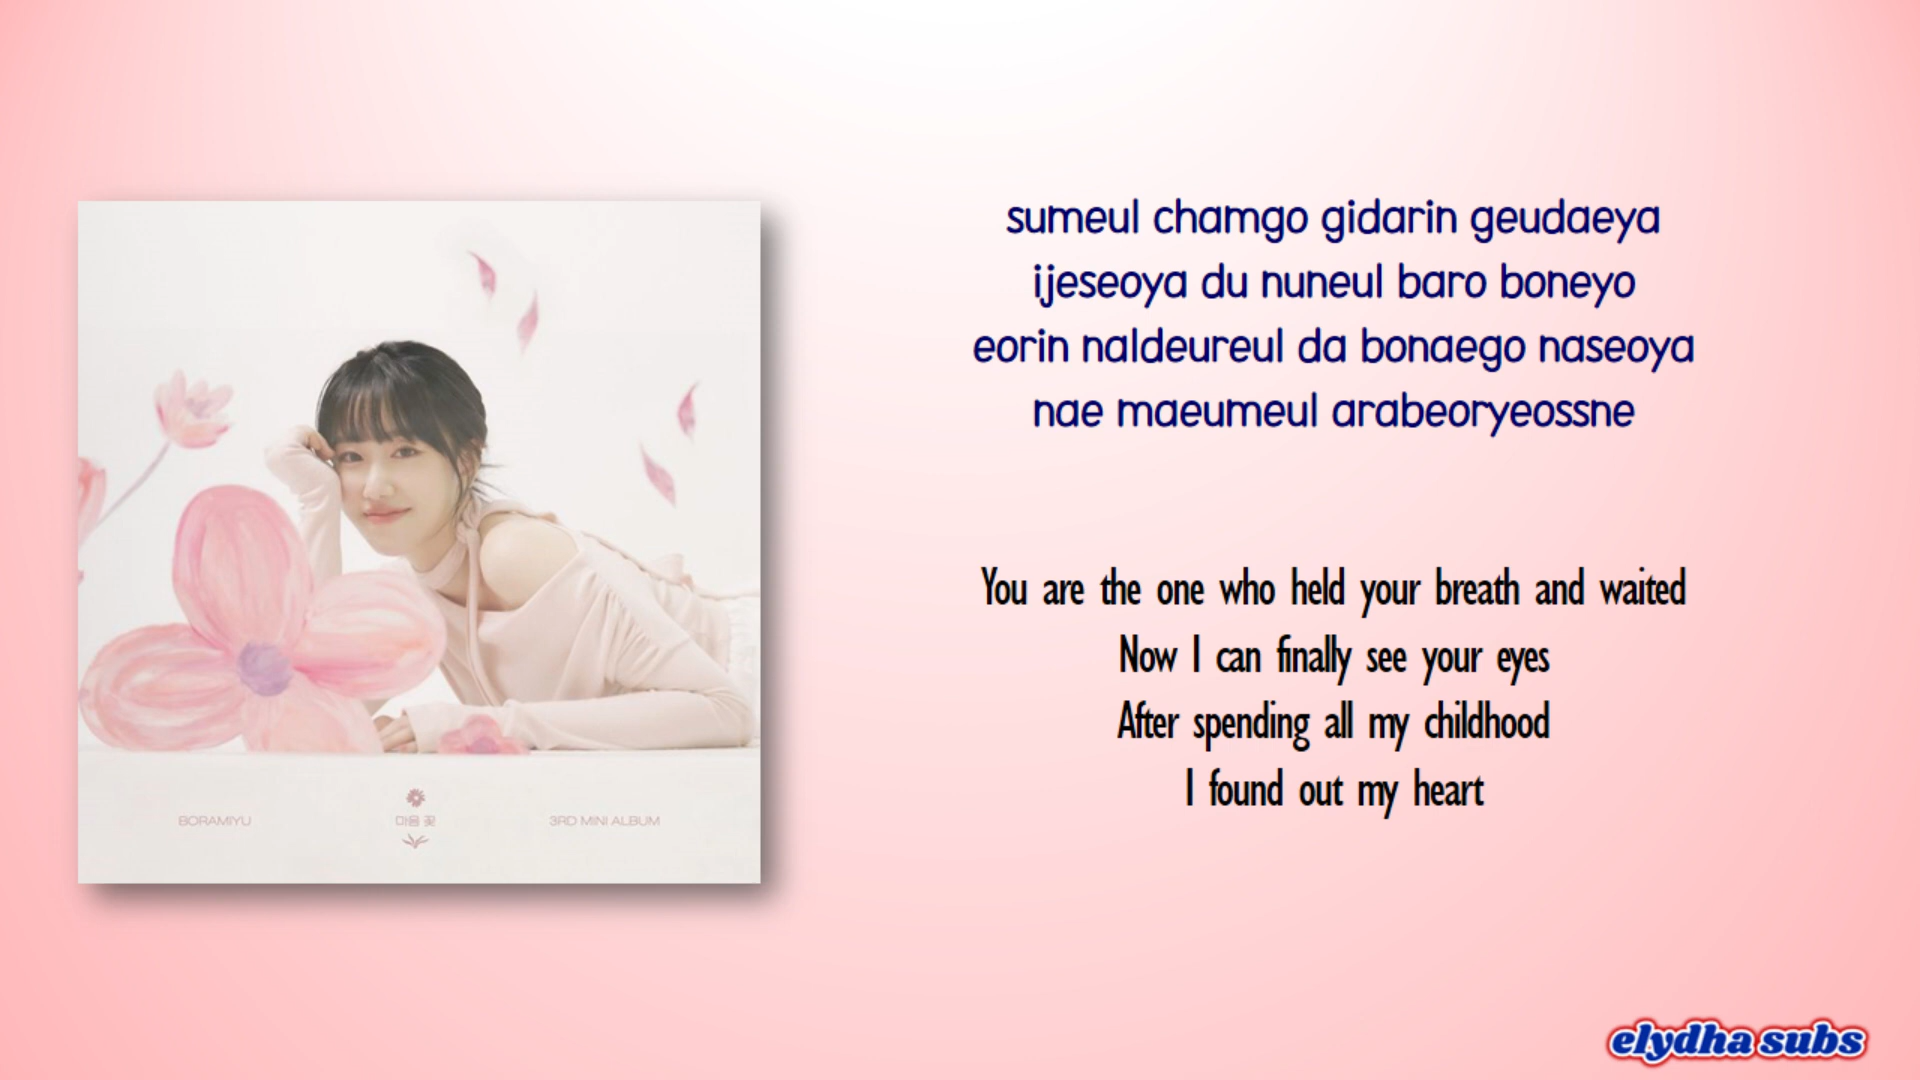 sumeul chamgo gidarin geudaeya
ijeseoya du nuneul baro boneyo
eorin naldeureul da bonaego naseoya
nae maeumeul arabeoryeossne
You are the one who held your breath and waited
Now I can finally see your eyes
After spending all my childhood
I found out my heart
BORAMIYU
마음 꽃
3RD MINI ALBUM
elydha subs